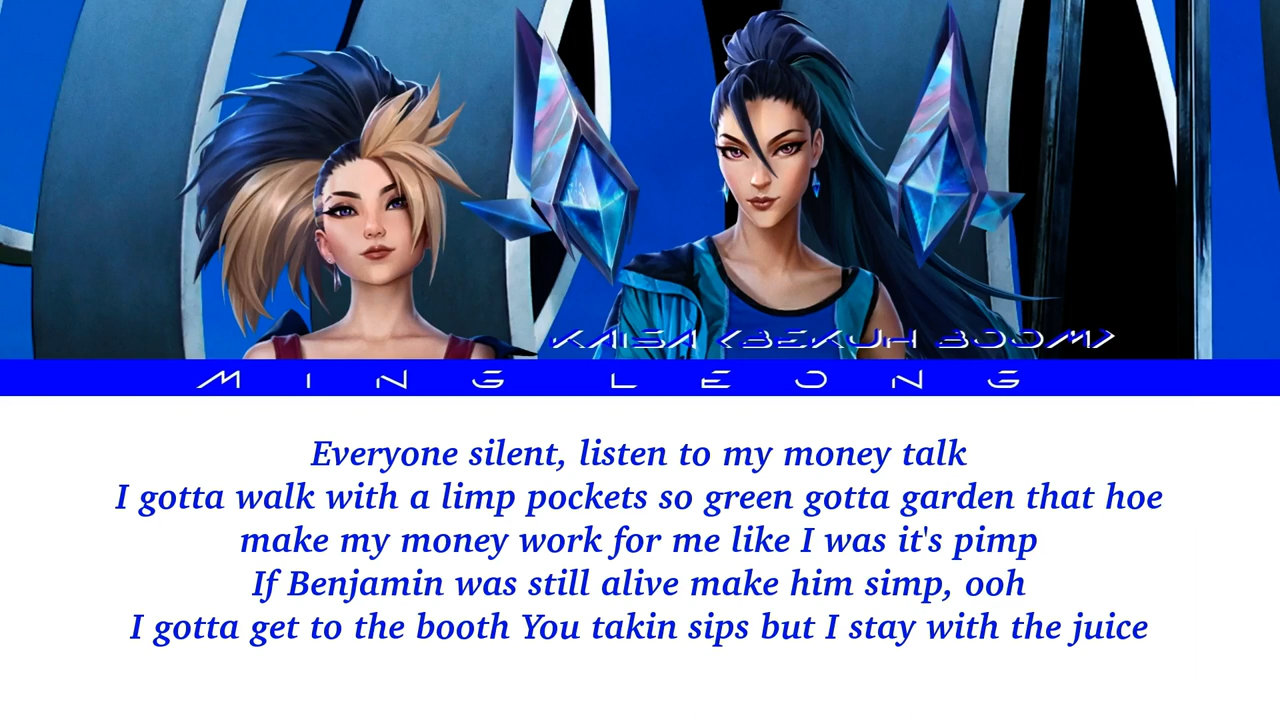 KAISA (BEKUH BOOM)
MING LEONG
Everyone silent, listen to my money talk
I gotta walk with a limp pockets so green gotta garden that hoe
make my money work for me like I was it's pimp
If Benjamin was still alive make him simp, ooh
I gotta get to the booth You takin sips but I stay with the juice